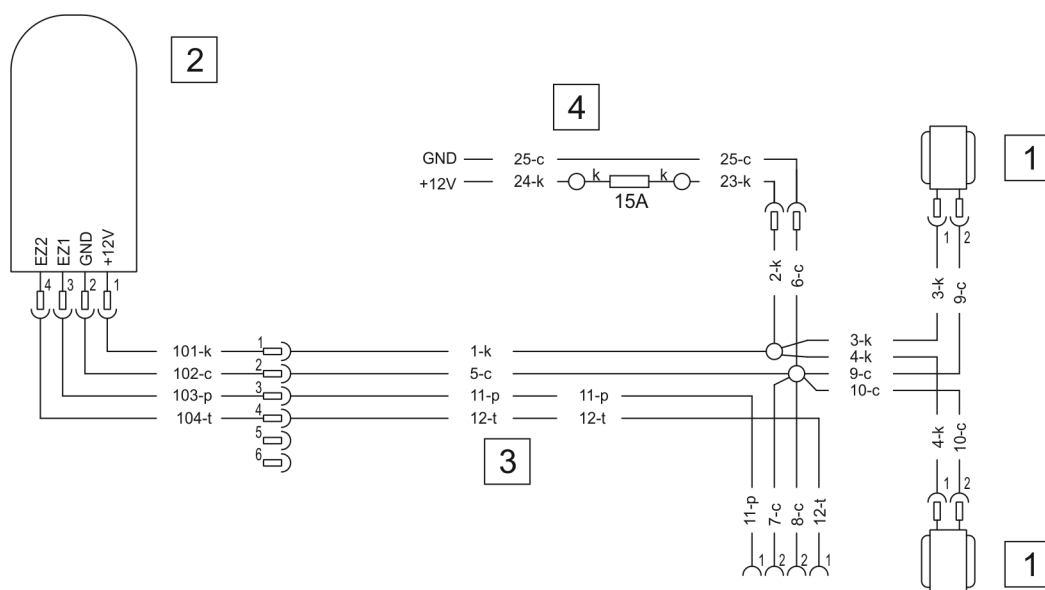 2
4
1
GND 25-c 25-c
+12V 24-k k k 23-k
15A
EZ2 EZ1 GND +12V
4 3 2 1
1 2
2-k 6-c
3-k 9-c
101-k 1 1-k 3-k
4-k
102-c 2 5-c 9-c
103-p 3 11-p 11-p 10-c
104-t 4 12-t 12-t
5
6
3
4-k 10-c
1 2
11-p 7-c 8-c 12-t
1 2 2 1
1